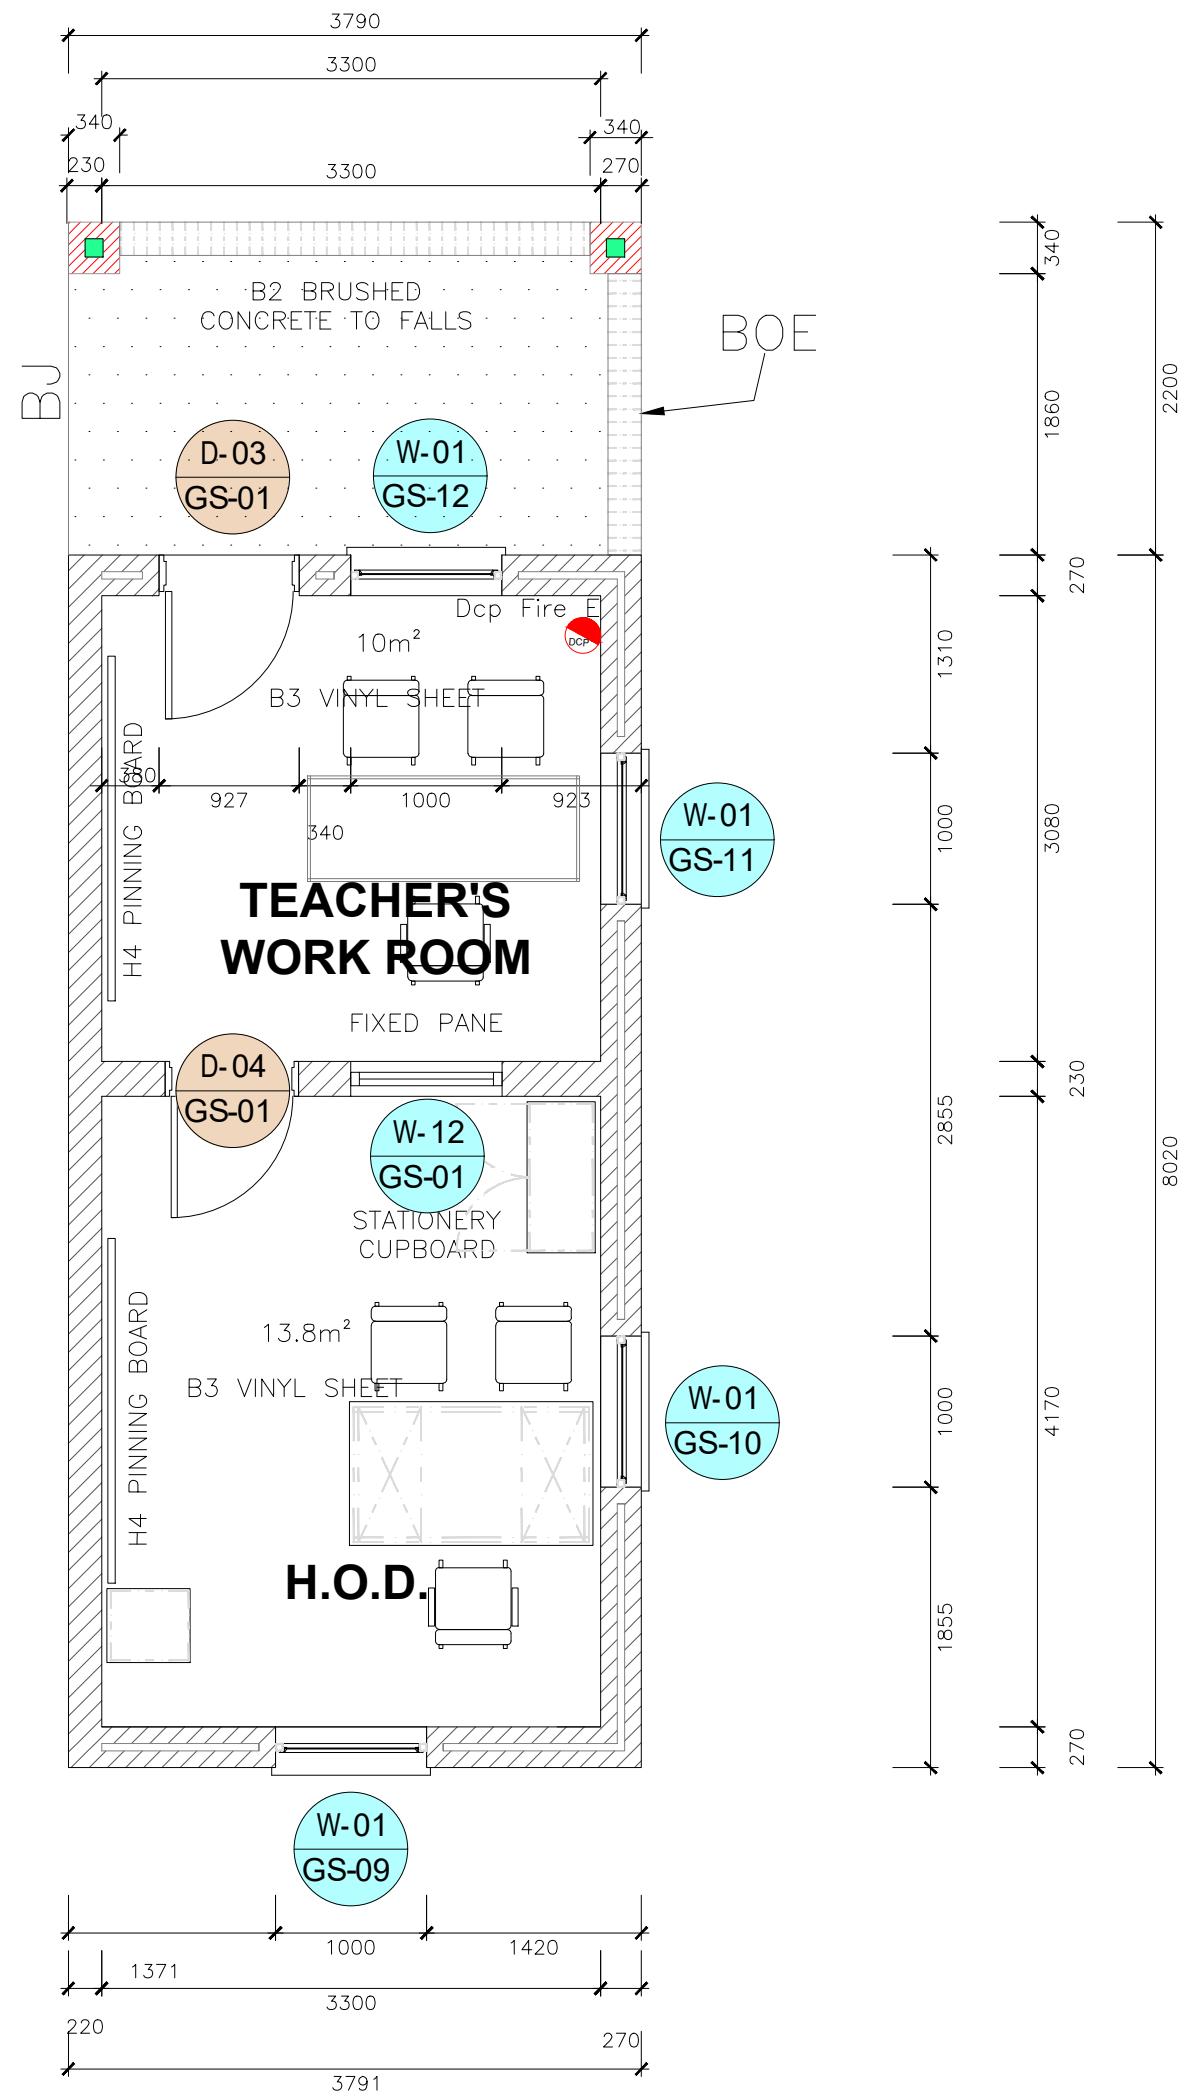 3790
3300
340
340
230
3300
270
B2 BRUSHED
CONCRETE TO FALLS
BOE
BJ
340
1860
2200
D-03
GS-01
W-01
GS-12
270
Dcp Fire E
DCP
10m²
B3 VINYL SHEET
1310
H4 PINNING BOARD
380
927
1000
923
340
W-01
GS-11
1000
3080
TEACHER'S
WORK ROOM
FIXED PANE
D-04
GS-01
230
W-12
GS-01
2855
8020
STATIONERY
CUPBOARD
13.8m²
B3 VINYL SHEET
H4 PINNING BOARD
W-01
GS-10
1000
4170
H.O.D.
1855
270
W-01
GS-09
1000
1420
1371
3300
220
270
3791